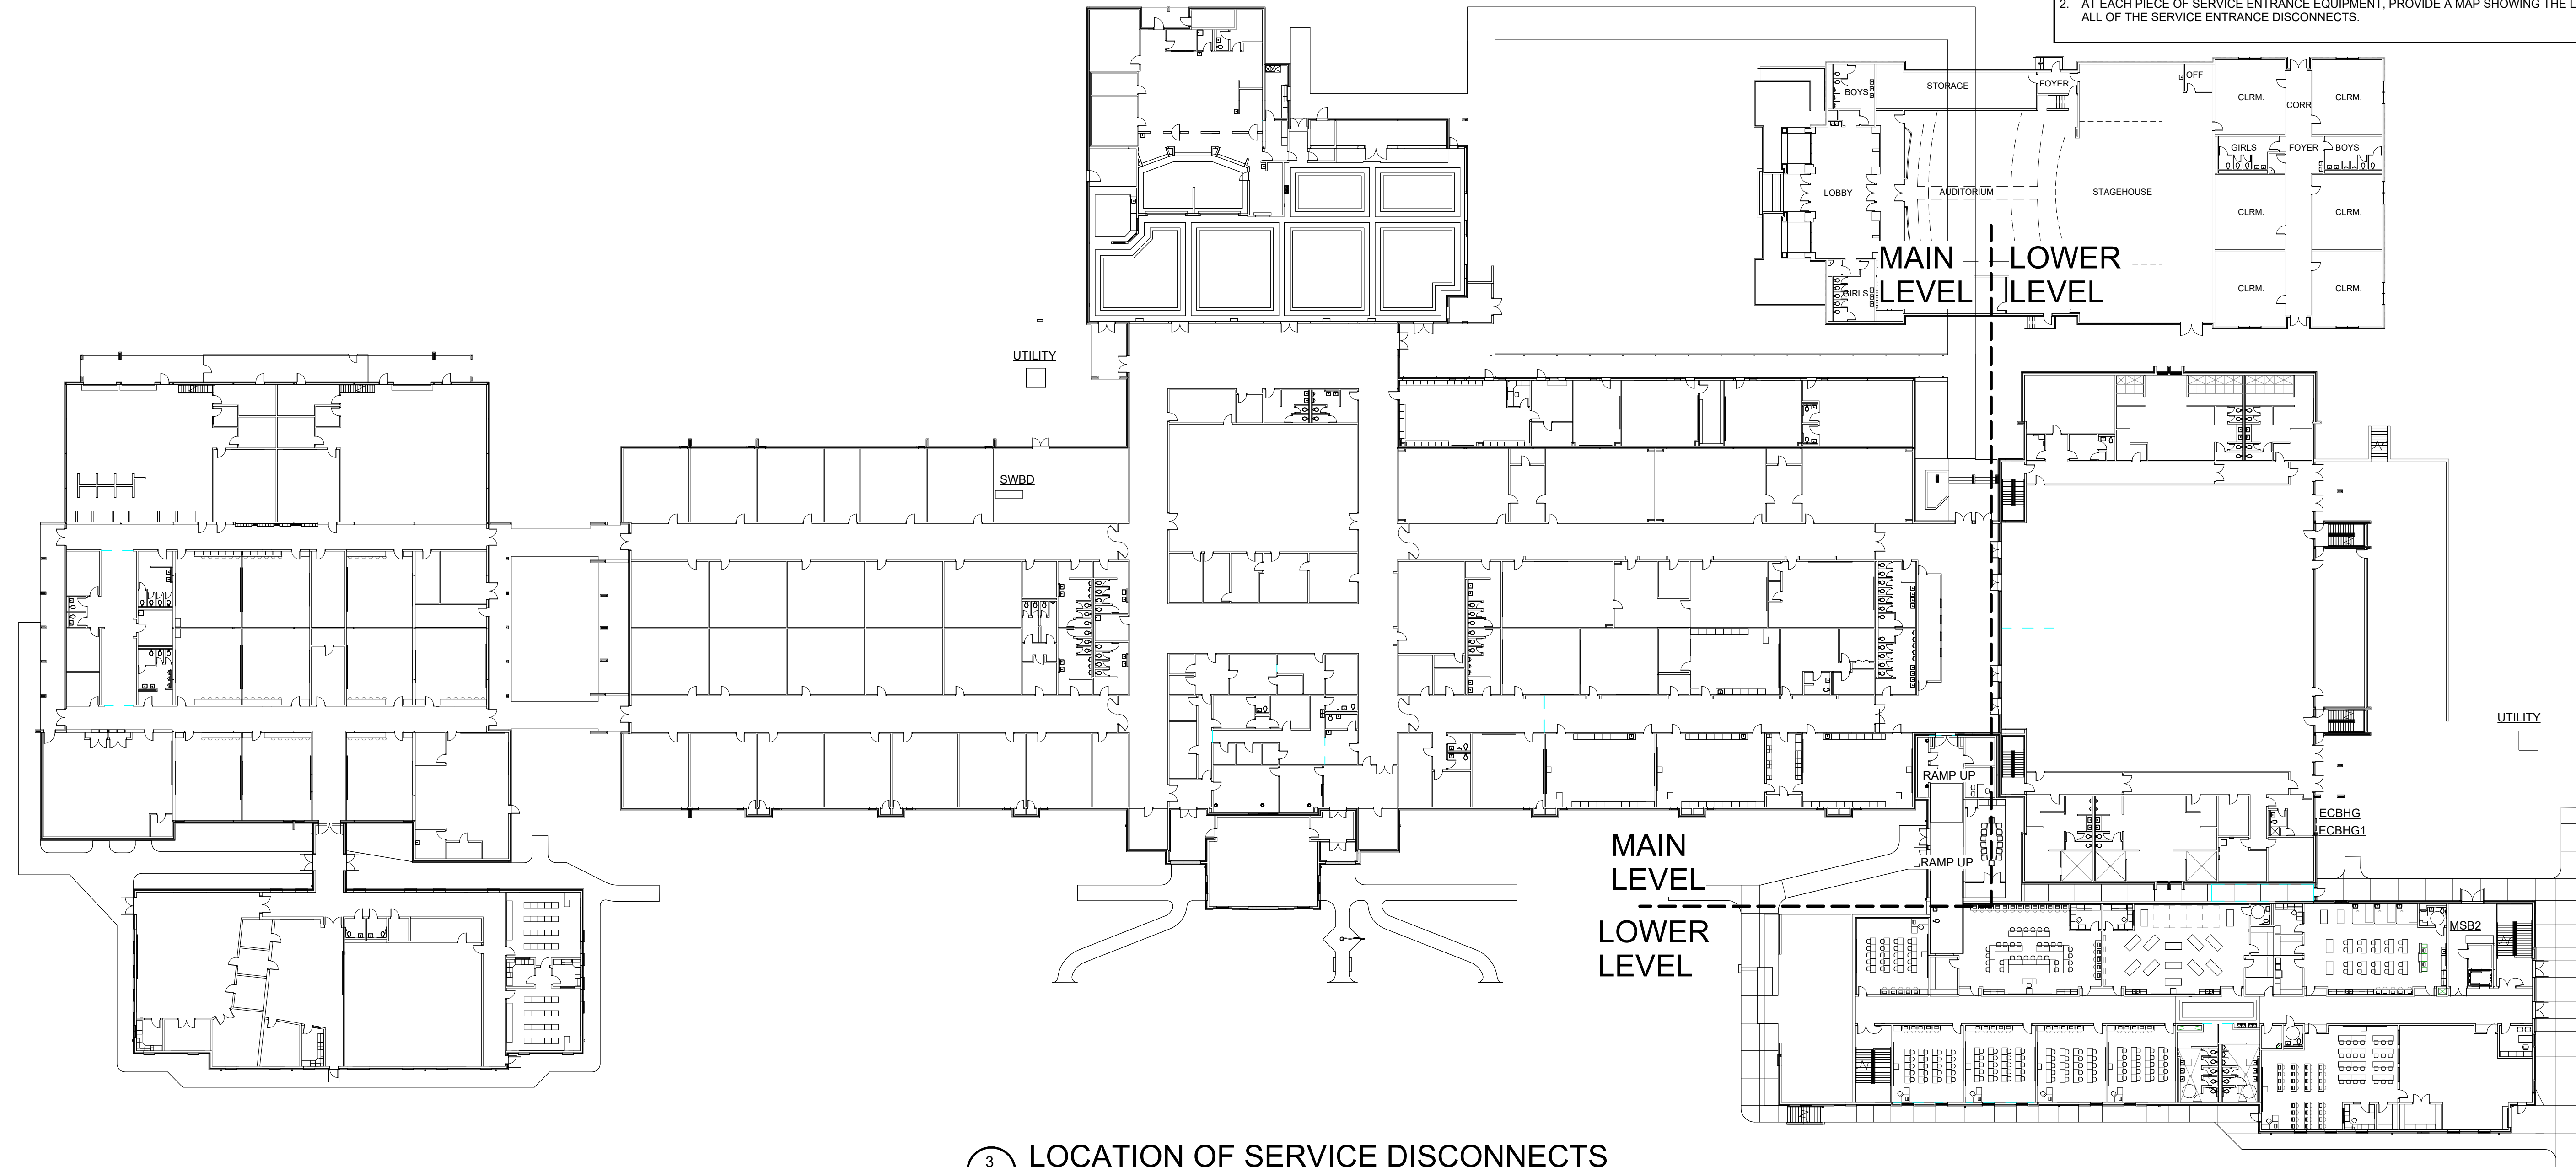 2. AT EACH PIECE OF SERVICE ENTRANCE EQUIPMENT, PROVIDE A MAP SHOWING THE
ALL OF THE SERVICE ENTRANCE DISCONNECTS.
BOYS
STORAGE
FOYER
OFF
CLRM.
CORR
CLRM.
GIRLS
FOYER
BOYS
LOBBY
AUDITORIUM
STAGEHOUSE
CLRM.
CLRM.
MAIN
LEVEL
LOWER
LEVEL
GIRLS
CLRM.
CLRM.
UTILITY
SWBD
UTILITY
RAMP UP
ECBHG
ECBHG1
MAIN
LEVEL
RAMP UP
LOWER
LEVEL
MSB2
3
LOCATION OF SERVICE DISCONNECTS